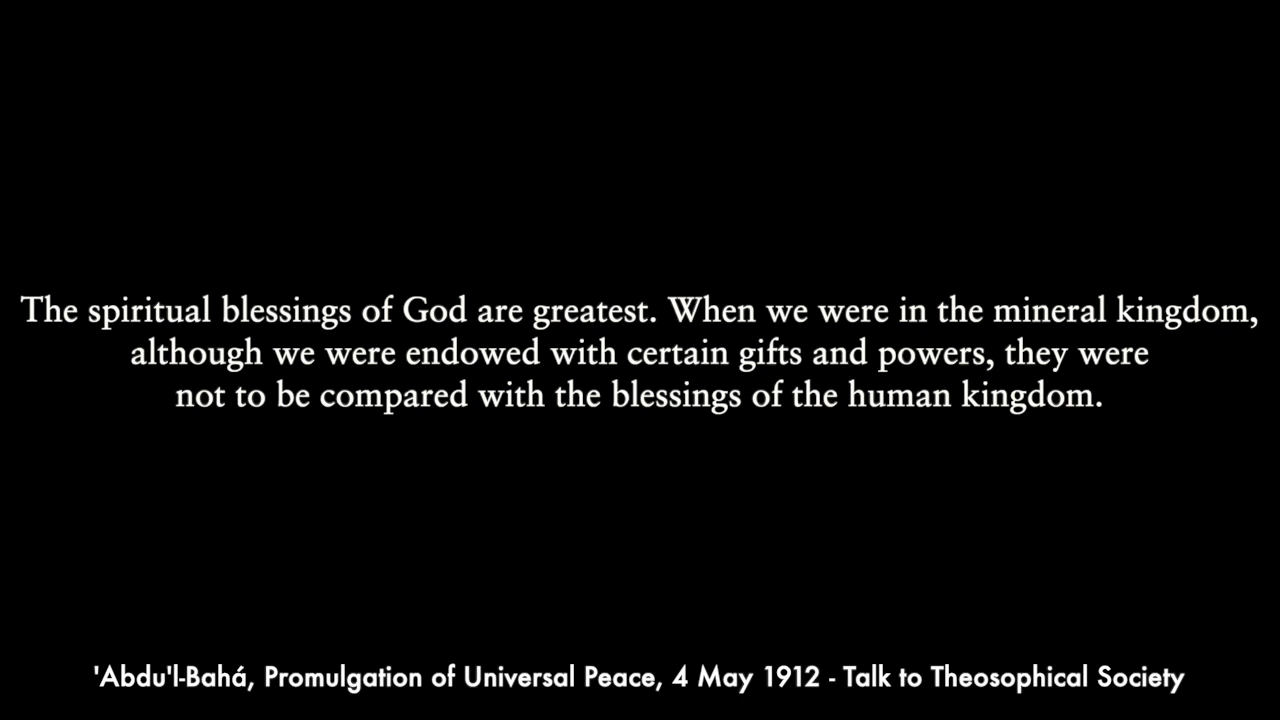 The spiritual blessings of God are greatest. When we were in the mineral kingdom,
although we were endowed with certain gifts and powers, they were
not to be compared with the blessings of the human kingdom.
'Abdu'l-Bahá, Promulgation of Universal Peace, 4 May 1912 - Talk to Theosophical Society